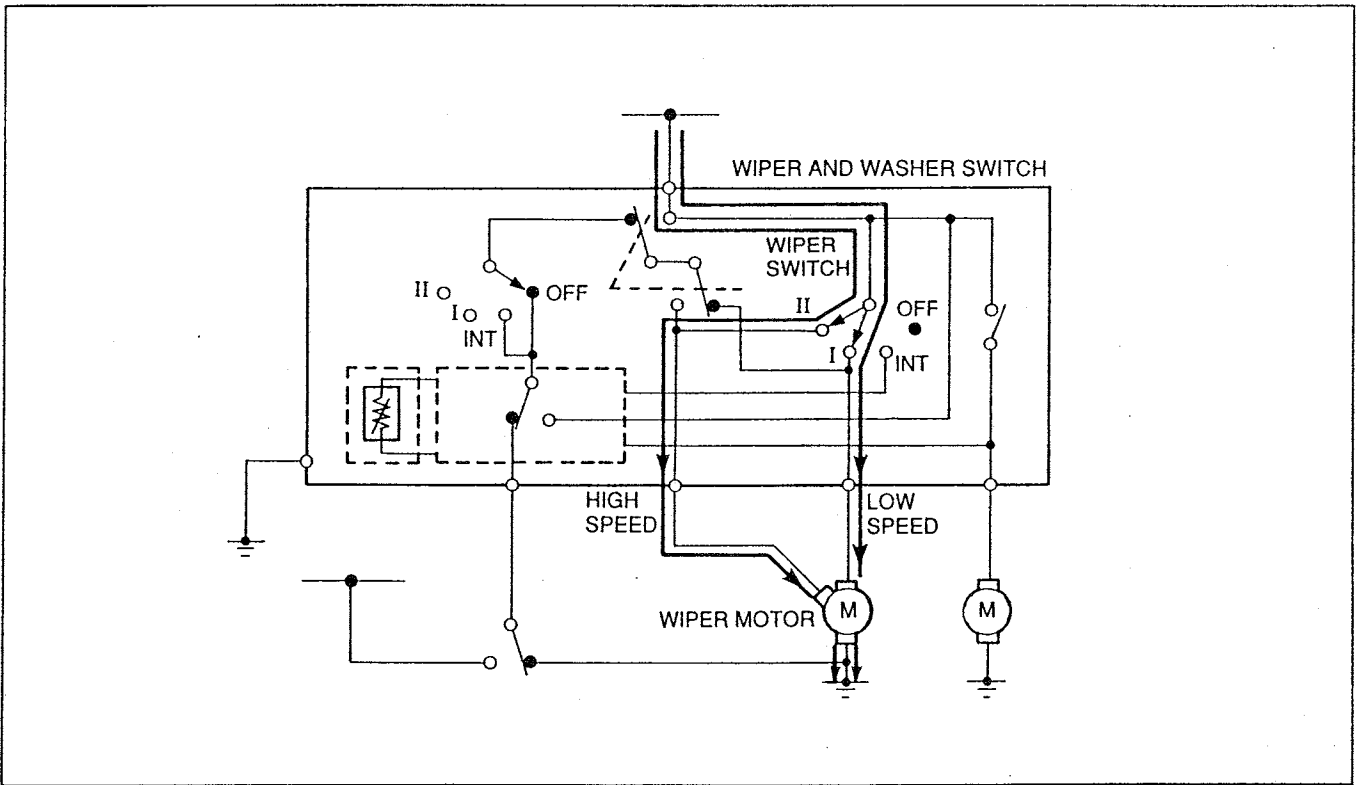 WIPER AND WASHER SWITCH
WIPER
SWITCH
II
OFF
I
INT
II
OFF
I
INT
HIGH
SPEED
LOW
SPEED
WIPER MOTOR
M
M